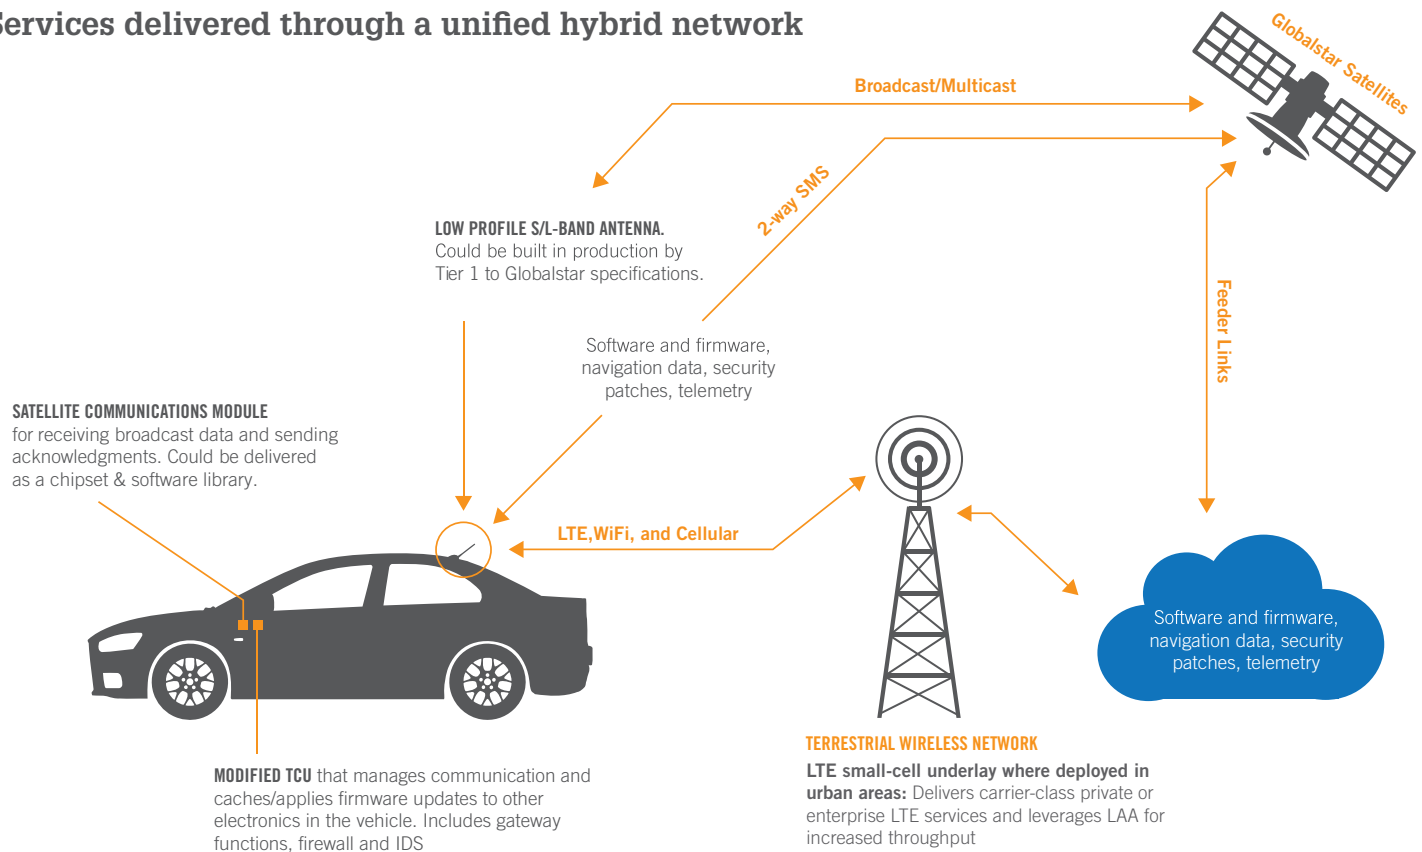 Services delivered through a unified hybrid network
Globalstar Satellites
Broadcast/Multicast
2-way SMS
LOW PROFILE S/L-BAND ANTENNA.
Could be built in production by
Tier 1 to Globalstar specifications.
Feeder Links
Software and firmware,
navigation data, security
patches, telemetry
SATELLITE COMMUNICATIONS MODULE
for receiving broadcast data and sending
acknowledgments. Could be delivered
as a chipset & software library.
LTE,WiFi, and Cellular
Software and firmware,
navigation data, security
patches, telemetry
MODIFIED TCU that manages communication and
caches/applies firmware updates to other
electronics in the vehicle. Includes gateway
functions, firewall and IDS
TERRESTRIAL WIRELESS NETWORK
LTE small-cell underlay where deployed in
urban areas: Delivers carrier-class private or
enterprise LTE services and leverages LAA for
increased throughput